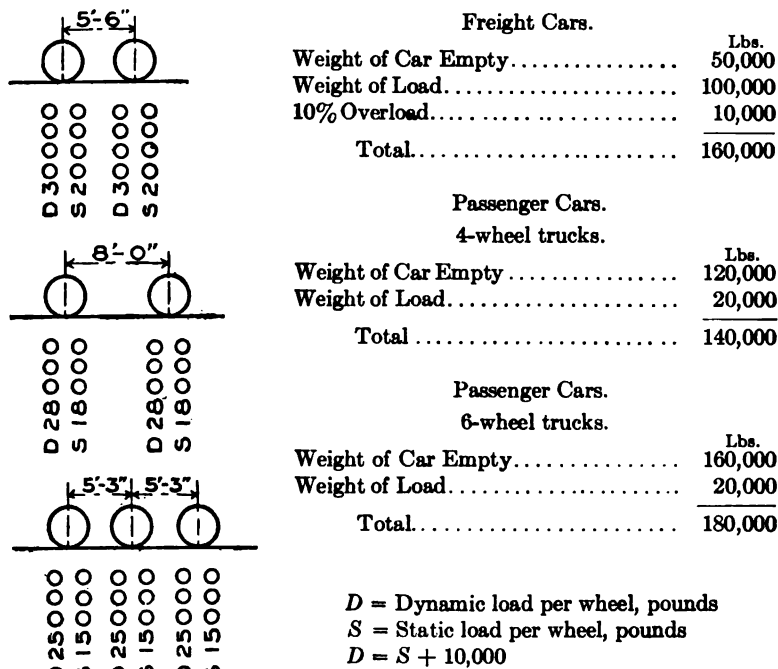 5'-6"
D 30000
S 20000
D 30000
S 20000
Freight Cars.
Lbs.
Weight of Car Empty................ 50,000
Weight of Load...................... 100,000
10% Overload....................... 10,000
Total............................ 160,000
8'-0"
D 28000
S 18000
D 28000
S 18000
Passenger Cars.
4-wheel trucks.
Lbs.
Weight of Car Empty ................ 120,000
Weight of Load...................... 20,000
Total .......................... 140,000
5'-3" 5'-3"
D 25000
S 15000
D 25000
S 15000
D 25000
S 15000
Passenger Cars.
6-wheel trucks.
Lbs.
Weight of Car Empty................ 160,000
Weight of Load...................... 20,000
Total............................ 180,000
D = Dynamic load per wheel, pounds
S = Static load per wheel, pounds
D = S + 10,000